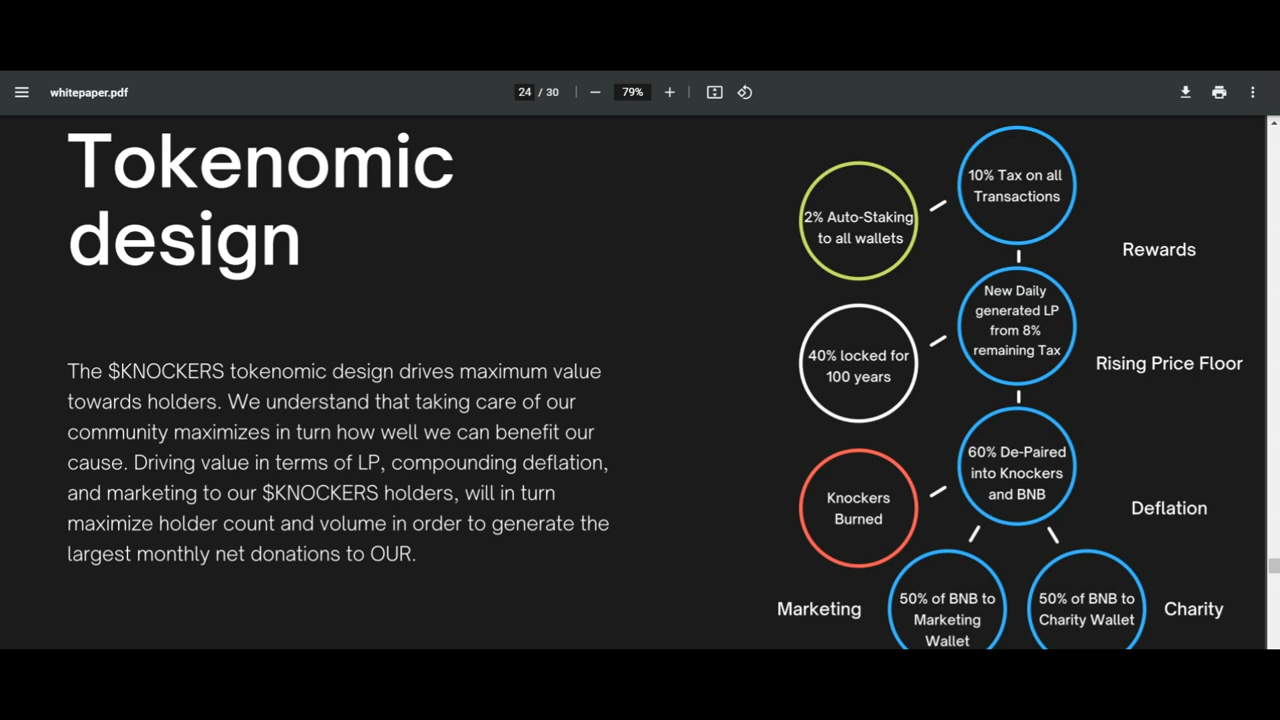 whitepaper.pdf
24 / 30
79%
Tokenomic
design
The $KNOCKERS tokenomic design drives maximum value
towards holders. We understand that taking care of our
community maximizes in turn how well we can benefit our
cause. Driving value in terms of LP, compounding deflation,
and marketing to our $KNOCKERS holders, will in turn
maximize holder count and volume in order to generate the
largest monthly net donations to OUR.
10% Tax on all
Transactions
2% Auto-Staking
to all wallets
Rewards
New Daily
generated LP
from 8%
remaining Tax
40% locked for
100 years
Rising Price Floor
60% De-Paired
into Knockers
and BNB
Knockers
Burned
Deflation
Marketing
50% of BNB to
Marketing
Wallet
50% of BNB to
Charity Wallet
Charity